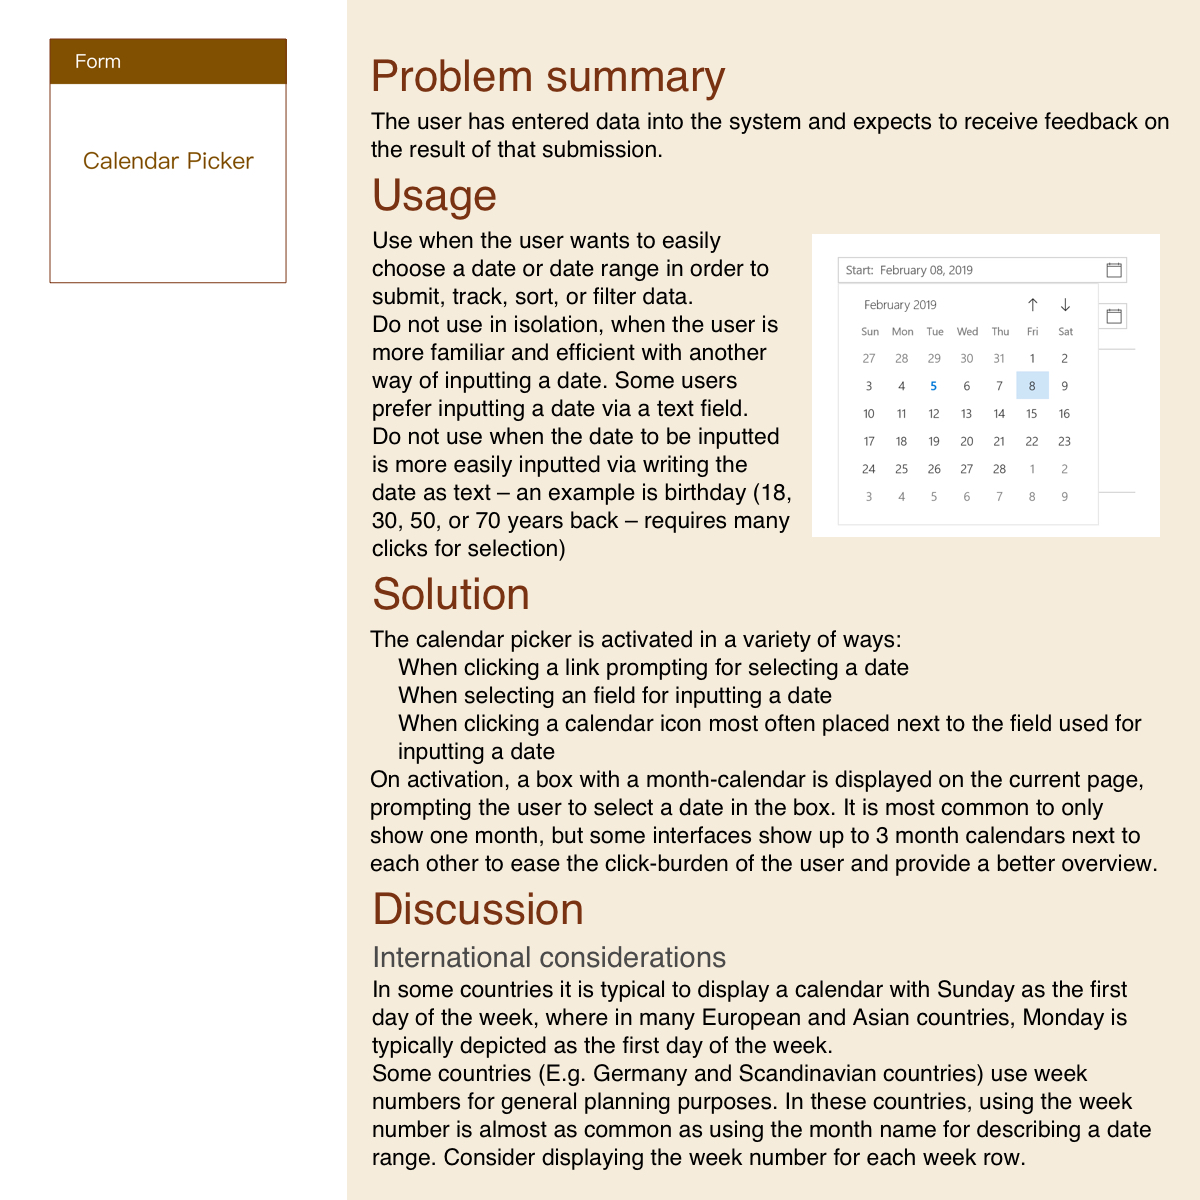 Form
Calendar Picker
Problem summary
The user has entered data into the system and expects to receive feedback on
the result of that submission.
Usage
Use when the user wants to easily
choose a date or date range in order to
submit, track, sort, or filter data.
Do not use in isolation, when the user is
more familiar and efficient with another
way of inputting a date. Some users
prefer inputting a date via a text field.
Do not use when the date to be inputted
is more easily inputted via writing the
date as text – an example is birthday (18,
30, 50, or 70 years back – requires many
clicks for selection)
Start: February 08, 2019
February 2019
Sun Mon Tue Wed Thu Fri Sat
27 28 29 30 31 1 2
3 4 5 6 7 8 9
10 11 12 13 14 15 16
17 18 19 20 21 22 23
24 25 26 27 28 1 2
3 4 5 6 7 8 9
Solution
The calendar picker is activated in a variety of ways:
When clicking a link prompting for selecting a date
When selecting an field for inputting a date
When clicking a calendar icon most often placed next to the field used for
inputting a date
On activation, a box with a month-calendar is displayed on the current page,
prompting the user to select a date in the box. It is most common to only
show one month, but some interfaces show up to 3 month calendars next to
each other to ease the click-burden of the user and provide a better overview.
Discussion
International considerations
In some countries it is typical to display a calendar with Sunday as the first
day of the week, where in many European and Asian countries, Monday is
typically depicted as the first day of the week.
Some countries (E.g. Germany and Scandinavian countries) use week
numbers for general planning purposes. In these countries, using the week
number is almost as common as using the month name for describing a date
range. Consider displaying the week number for each week row.